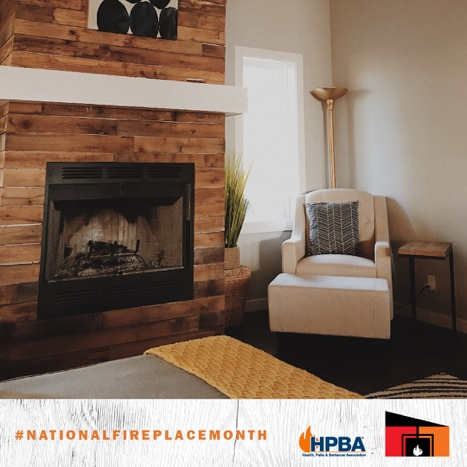 #NATIONALFIREPLACEMONTH
HPBA
Hearth, Patio & Barbecue Association